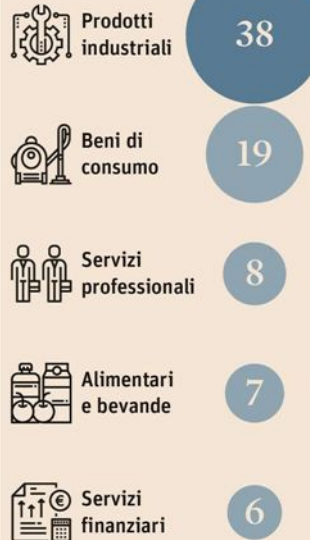 Prodotti
industriali
38
Beni di
consumo
19
Servizi
professionali
8
Alimentari
e bevande
7
€
Servizi
finanziari
6